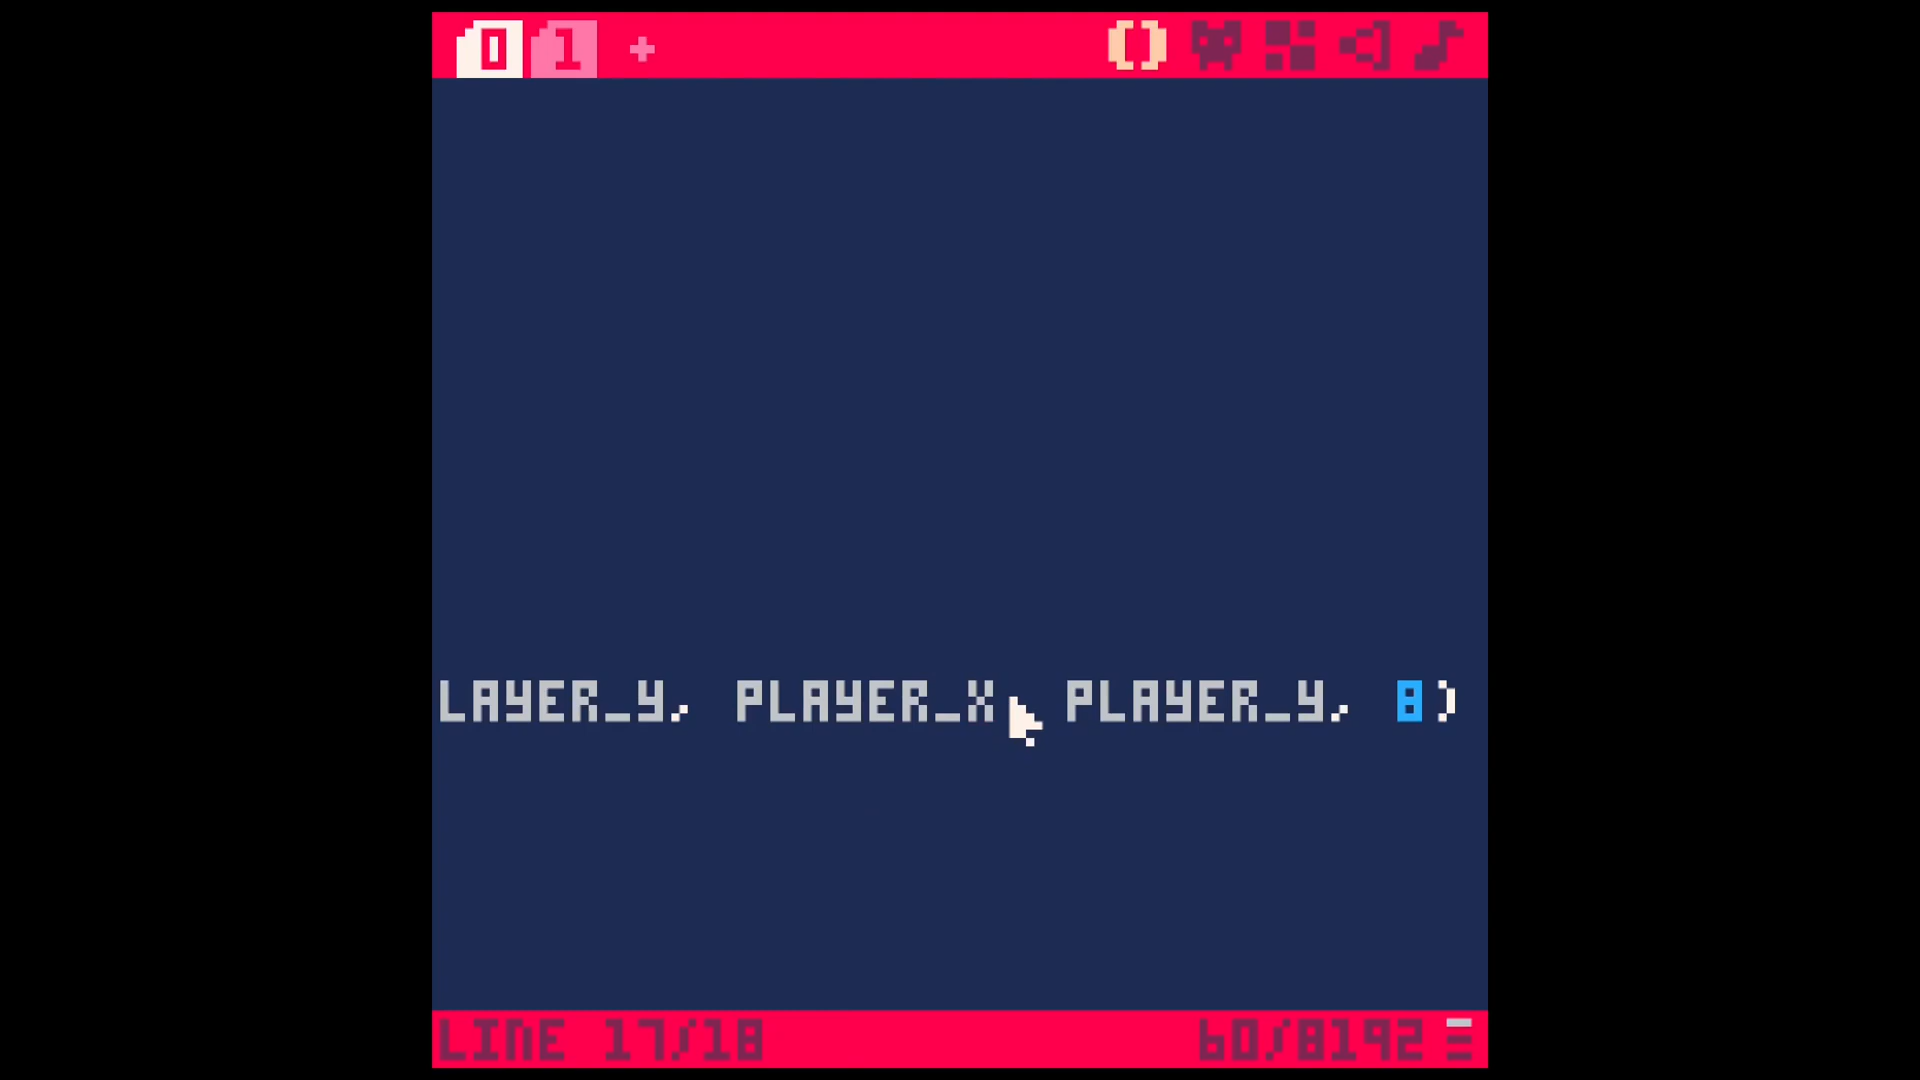 0 1 +
LAYER_Y, PLAYER_X PLAYER_Y, 8)
LINE 17/18 60/8192